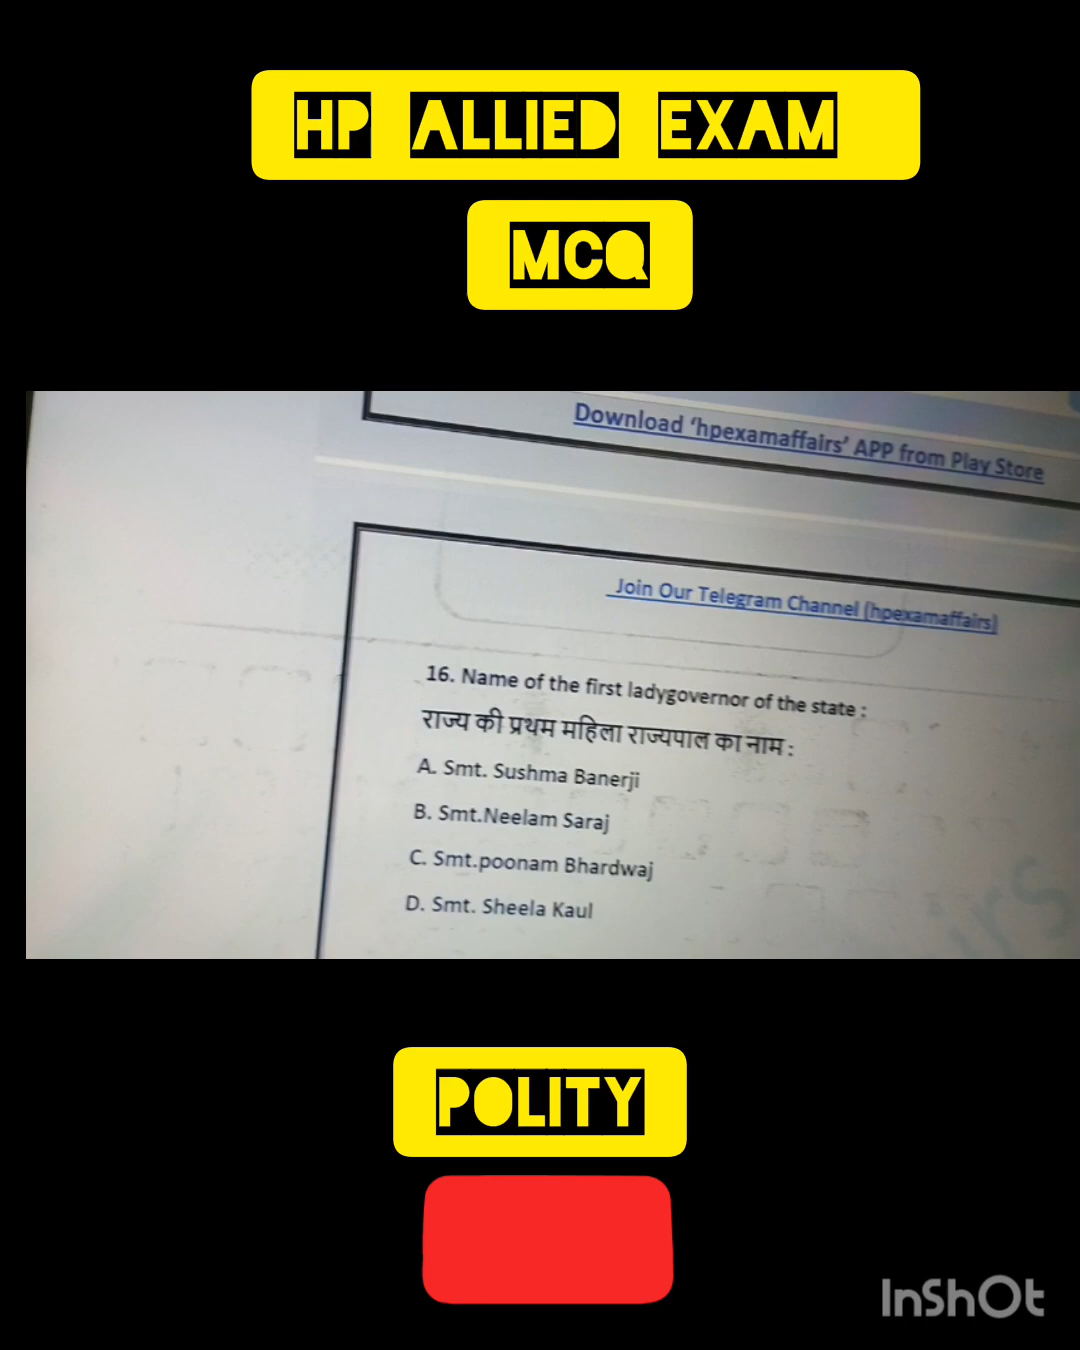 HP ALLIED EXAM
MCQ
Download 'hpexamaffairs' APP from Play Store
Join Our Telegram Channel (hpexamaffairs)
16. Name of the first ladygovernor of the state :
राज्य की प्रथम महिला राज्यपाल का नाम :
A. Smt. Sushma Banerji
B. Smt.Neelam Saraj
C. Smt.poonam Bhardwaj
D. Smt. Sheela Kaul
POLITY
InShOt